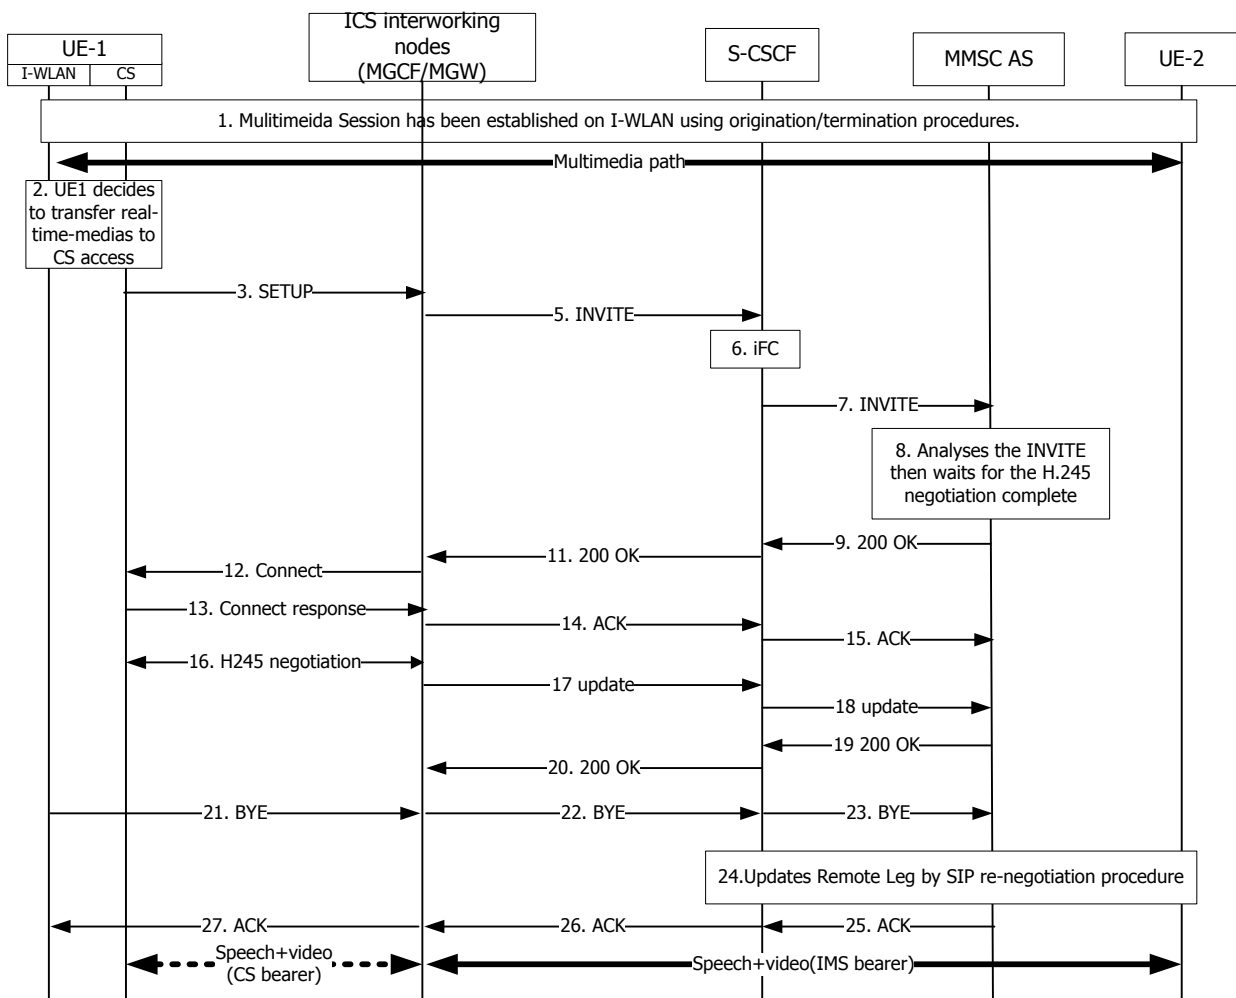 UE-1
I-WLAN
CS
ICS interworking
nodes
(MGCF/MGW)
S-CSCF
MMSC AS
UE-2
1. Mulitimeida Session has been established on I-WLAN using origination/termination procedures.
Multimedia path
2. UE1 decides
to transfer real-
time-medias to
CS access
3. SETUP
5. INVITE
6. iFC
7. INVITE
8. Analyses the INVITE
then waits for the H.245
negotiation complete
9. 200 OK
11. 200 OK
12. Connect
13. Connect response
14. ACK
15. ACK
16. H245 negotiation
17 update
18 update
19 200 OK
20. 200 OK
21. BYE
22. BYE
23. BYE
24.Updates Remote Leg by SIP re-negotiation procedure
27. ACK
26. ACK
25. ACK
Speech+video
(CS bearer)
Speech+video(IMS bearer)